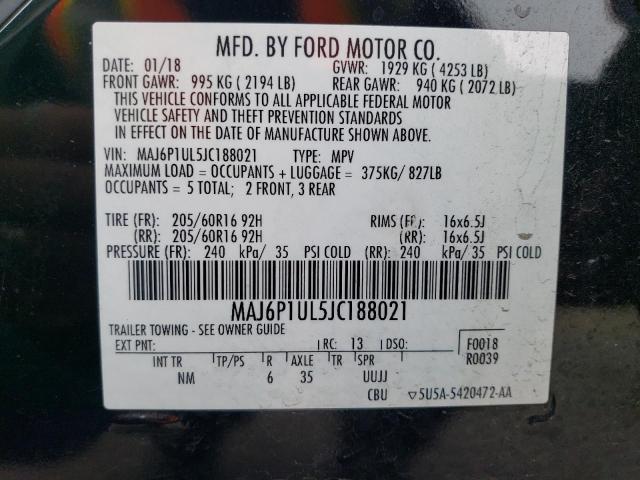 MFD. BY FORD MOTOR CO.
DATE: 01/18 GVWR: 1929 KG ( 4253 LB)
FRONT GAWR: 995 KG ( 2194 LB) REAR GAWR: 940 KG ( 2072 LB)
THIS VEHICLE CONFORMS TO ALL APPLICABLE FEDERAL MOTOR
VEHICLE SAFETY AND THEFT PREVENTION STANDARDS
IN EFFECT ON THE DATE OF MANUFACTURE SHOWN ABOVE.
VIN: MAJ6P1UL5JC188021 TYPE: MPV
MAXIMUM LOAD = OCCUPANTS + LUGGAGE = 375KG/ 827LB
OCCUPANTS = 5 TOTAL; 2 FRONT, 3 REAR
TIRE (FR): 205/60R16 92H RIMS (FR): 16x6.5J
(RR): 205/60R16 92H (RR): 16x6.5J
PRESSURE (FR): 240 kPa/ 35 PSI COLD (RR): 240 kPa/ 35 PSI COLD
MAJ6P1UL5JC188021
TRAILER TOWING - SEE OWNER GUIDE
EXT PNT: RC: 13 DSO: F0018
INT TR TP/PS R AXLE TR SPR R0039
NM 6 35 UUJJ
CBU ▽5U5A-5420472-AA